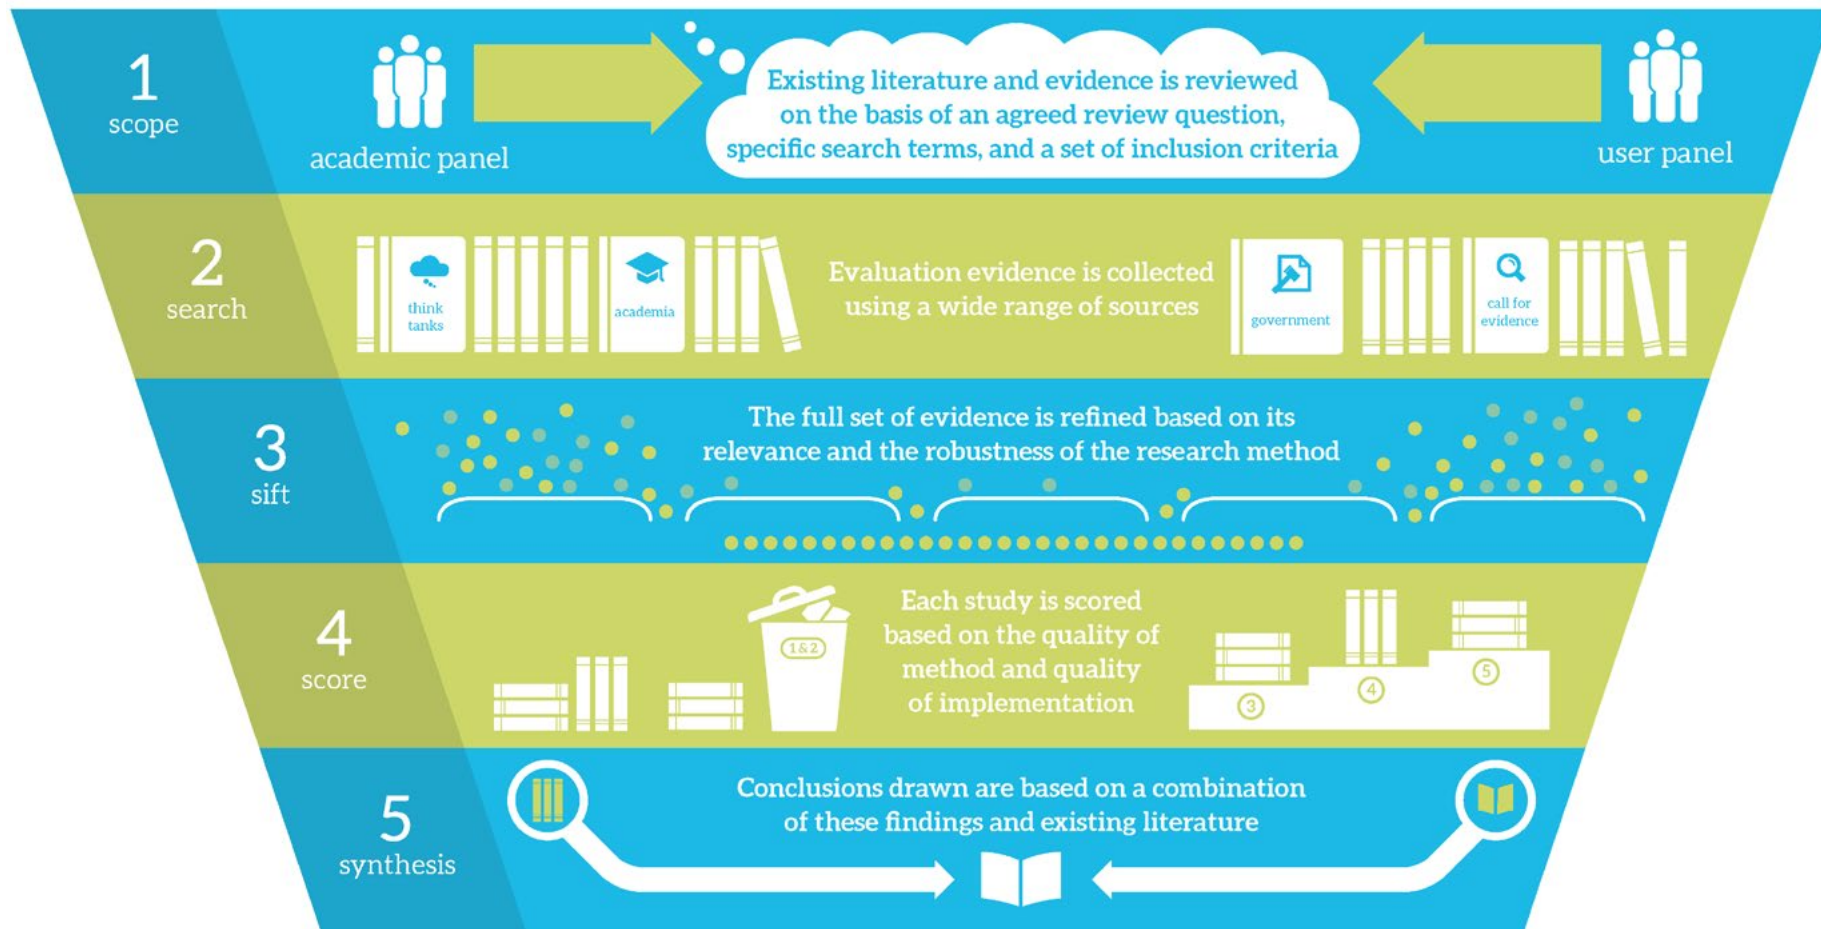 1
scope
academic panel
Existing literature and evidence is reviewed
on the basis of an agreed review question,
specific search terms, and a set of inclusion criteria
user panel
2
search
think
tanks
academia
Evaluation evidence is collected
using a wide range of sources
government
call for
evidence
3
sift
The full set of evidence is refined based on its
relevance and the robustness of the research method
4
score
1&2
Each study is scored
based on the quality of
method and quality
of implementation
3
4
5
5
synthesis
Conclusions drawn are based on a combination
of these findings and existing literature